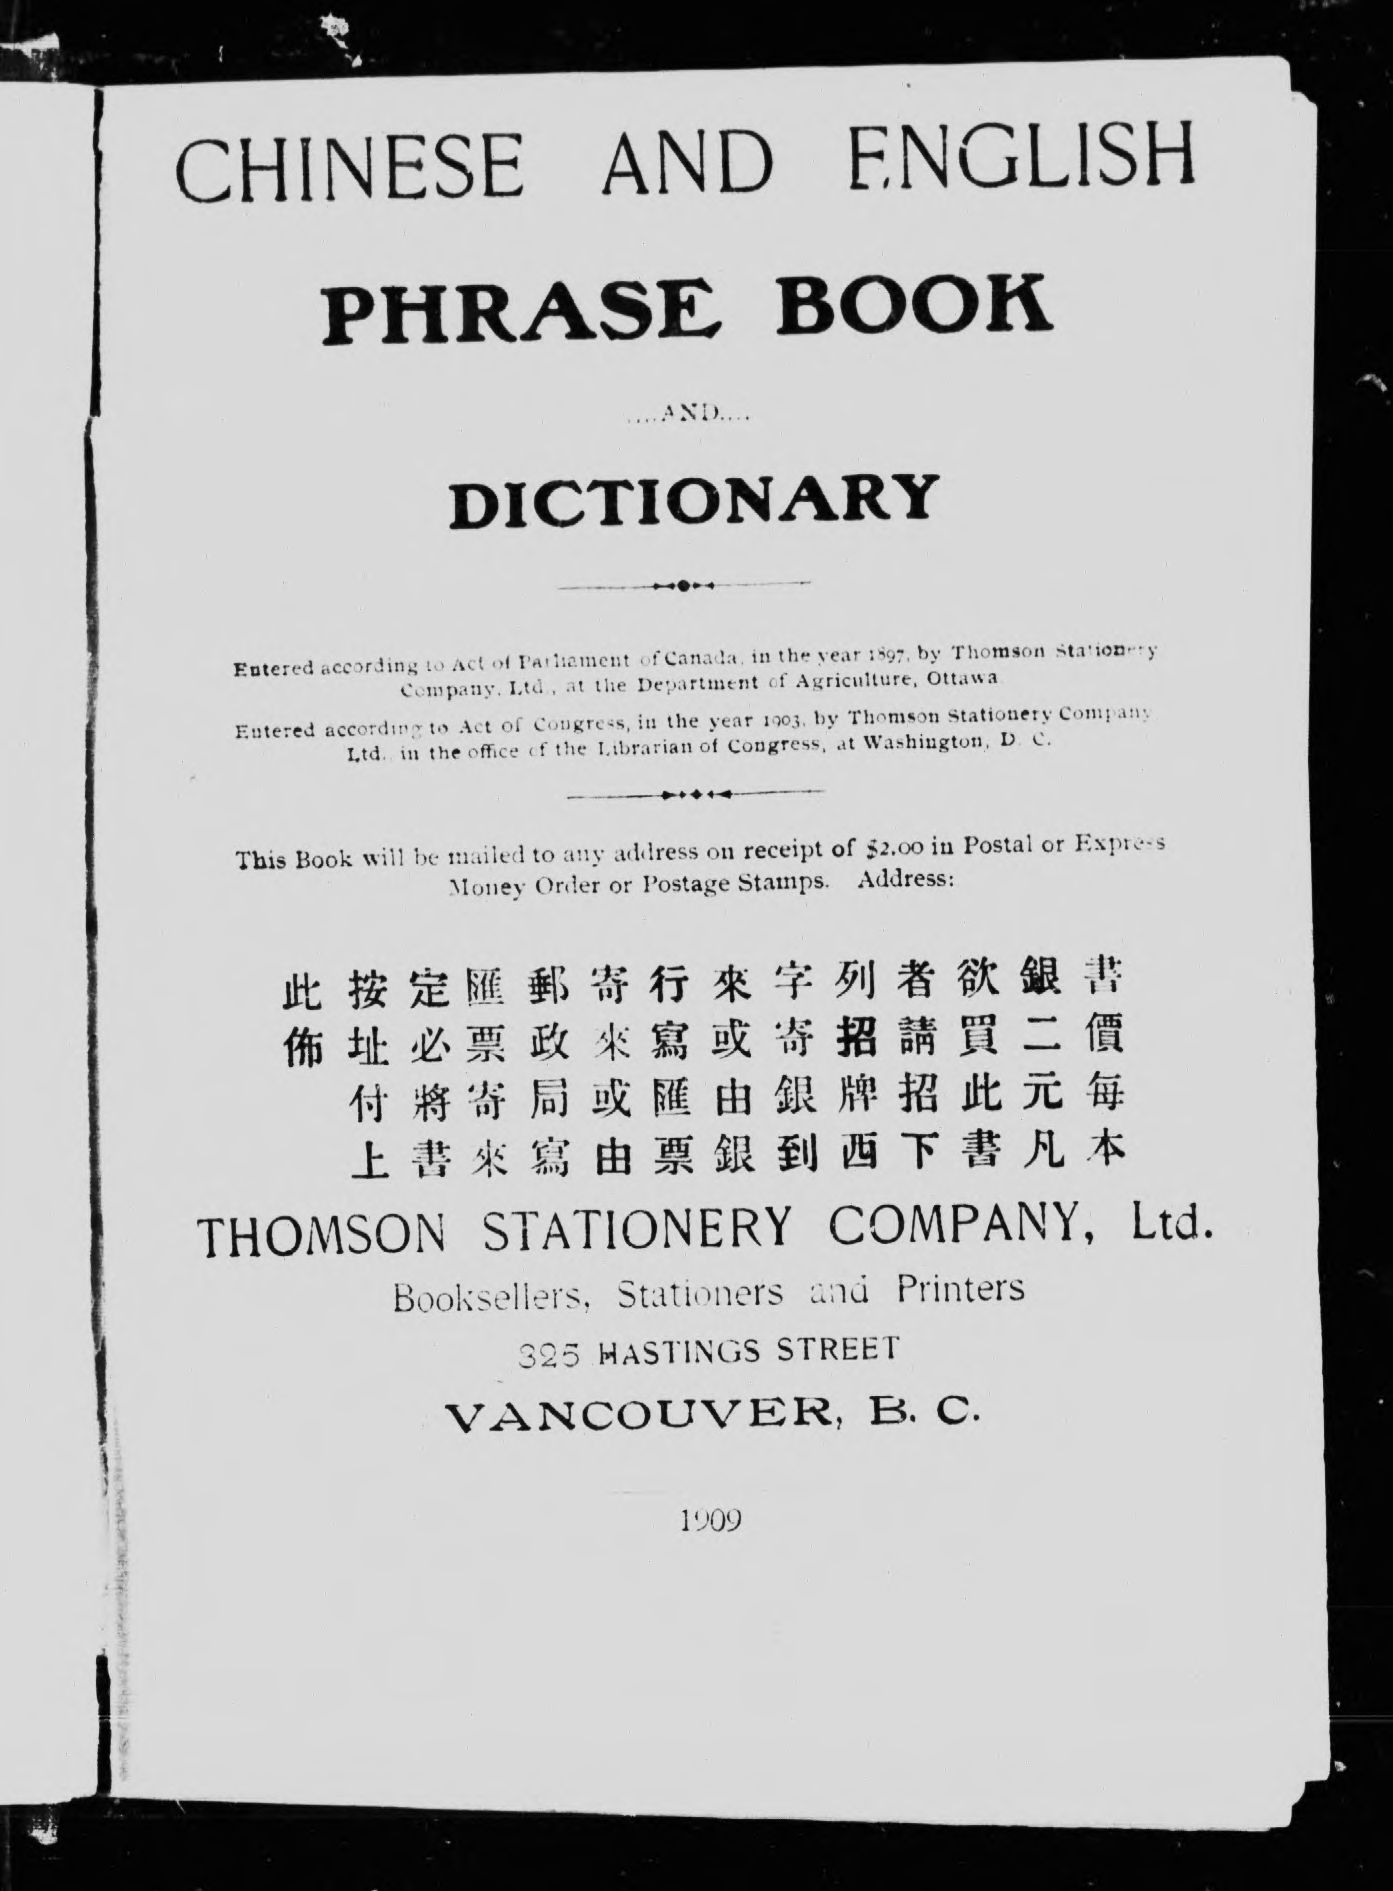 CHINESE AND ENGLISH
PHRASE BOOK
....AND....
DICTIONARY
Entered according to Act of Parliament of Canada, in the year 1897, by Thomson Stationery
Company, Ltd., at the Department of Agriculture, Ottawa.
Entered according to Act of Congress, in the year 1903, by Thomson Stationery Company
Ltd. in the office of the Librarian of Congress, at Washington, D. C.
This Book will be mailed to any address on receipt of $2.00 in Postal or Express
Money Order or Postage Stamps. Address:
書價每本
銀二元凡
欲買此書
者請招下
列招牌西
字寄銀到
來或由銀
行寫匯票
寄來或由
郵政局寫
匯票寄來
定必將書
按址付上
此佈
THOMSON STATIONERY COMPANY, Ltd.
Booksellers, Stationers and Printers
325 HASTINGS STREET
VANCOUVER, B. C.
1909